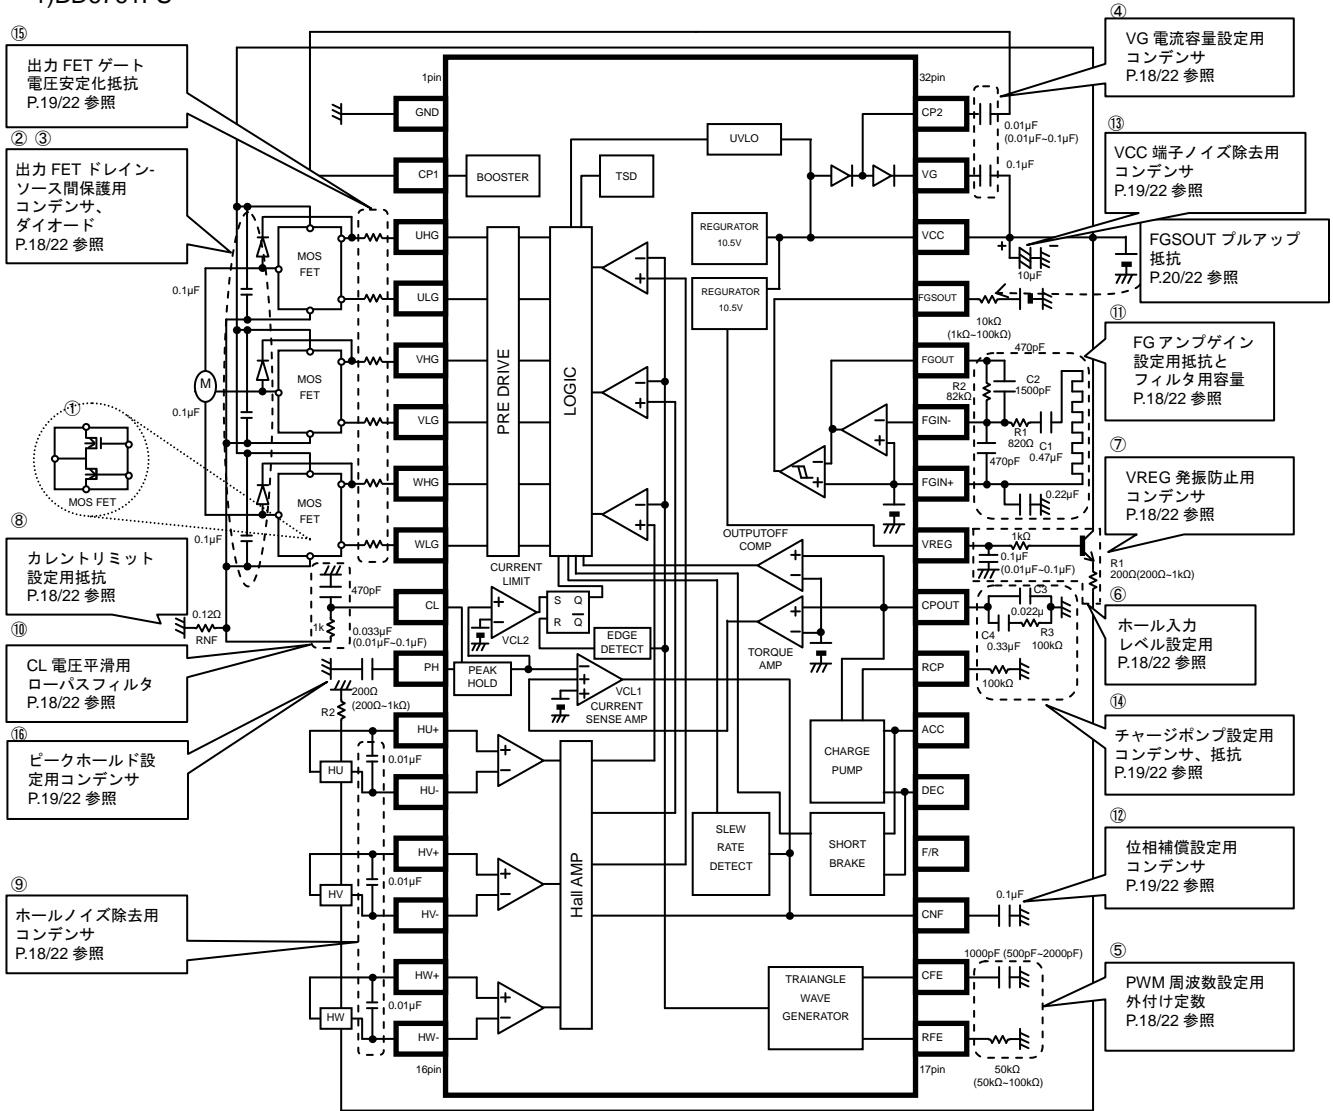 ⑮
出力 FET ゲート
電圧安定化抵抗
P.19/22 参照
② ③
出力 FET ドレイン-
ソース間保護用
コンデンサ、
ダイオード
P.18/22 参照
⑧
カレントリミット
設定用抵抗
P.18/22 参照
⑩
CL 電圧平滑用
ローパスフィルタ
P.18/22 参照
⑯
ピークホールド設
定用コンデンサ
P.19/22 参照
⑨
ホールノイズ除去用
コンデンサ
P.18/22 参照
①
MOS FET
MOS
FET
MOS
FET
MOS
FET
M
0.1μF
0.1μF
0.1μF
0.12Ω
RNF
470pF
1k
0.033μF
(0.01μF~0.1μF)
200Ω
(200Ω~1kΩ)
R2
HU
0.01μF
HV
0.01μF
HW
0.01μF
1pin
GND
CP1
UHG
ULG
VHG
VLG
WHG
WLG
CL
PH
HU+
HU-
HV+
HV-
HW+
HW-
16pin
BOOSTER
TSD
UVLO
REGURATOR
10.5V
REGURATOR
10.5V
PRE DRIVE
LOGIC
OUTPUTOFF
COMP
CURRENT
LIMIT
VCL2
S Q
R Q
EDGE
DETECT
TORQUE
AMP
PEAK
HOLD
VCL1
CURRENT
SENSE AMP
Hall AMP
CHARGE
PUMP
SLEW
RATE
DETECT
SHORT
BRAKE
TRAIANGLE
WAVE
GENERATOR
32pin
CP2
VG
VCC
FGSOUT
FGOUT
FGIN-
FGIN+
VREG
CPOUT
RCP
ACC
DEC
F/R
CNF
CFE
RFE
17pin
0.01μF
(0.01μF~0.1μF)
0.1μF
10μF
10kΩ
(1kΩ~100kΩ)
470pF
R2
82kΩ
C2
1500pF
R1
820Ω
C1
0.47μF
470pF
0.22μF
1kΩ
0.1μF
(0.01μF~0.1μF)
R1
200Ω(200Ω~1kΩ)
C3
0.022μ
C4
0.33μF
R3
100kΩ
100kΩ
0.1μF
1000pF (500pF~2000pF)
50kΩ
(50kΩ~100kΩ)
④
VG 電流容量設定用
コンデンサ
P.18/22 参照
⑬
VCC 端子ノイズ除去用
コンデンサ
P.19/22 参照
FGSOUT プルアップ
抵抗
P.20/22 参照
⑪
FG アンプゲイン
設定用抵抗と
フィルタ用容量
P.18/22 参照
⑦
VREG 発振防止用
コンデンサ
P.18/22 参照
⑥
ホール入力
レベル設定用
P.18/22 参照
⑭
チャージポンプ設定用
コンデンサ、抵抗
P.19/22 参照
⑫
位相補償設定用
コンデンサ
P.19/22 参照
⑤
PWM 周波数設定用
外付け定数
P.18/22 参照